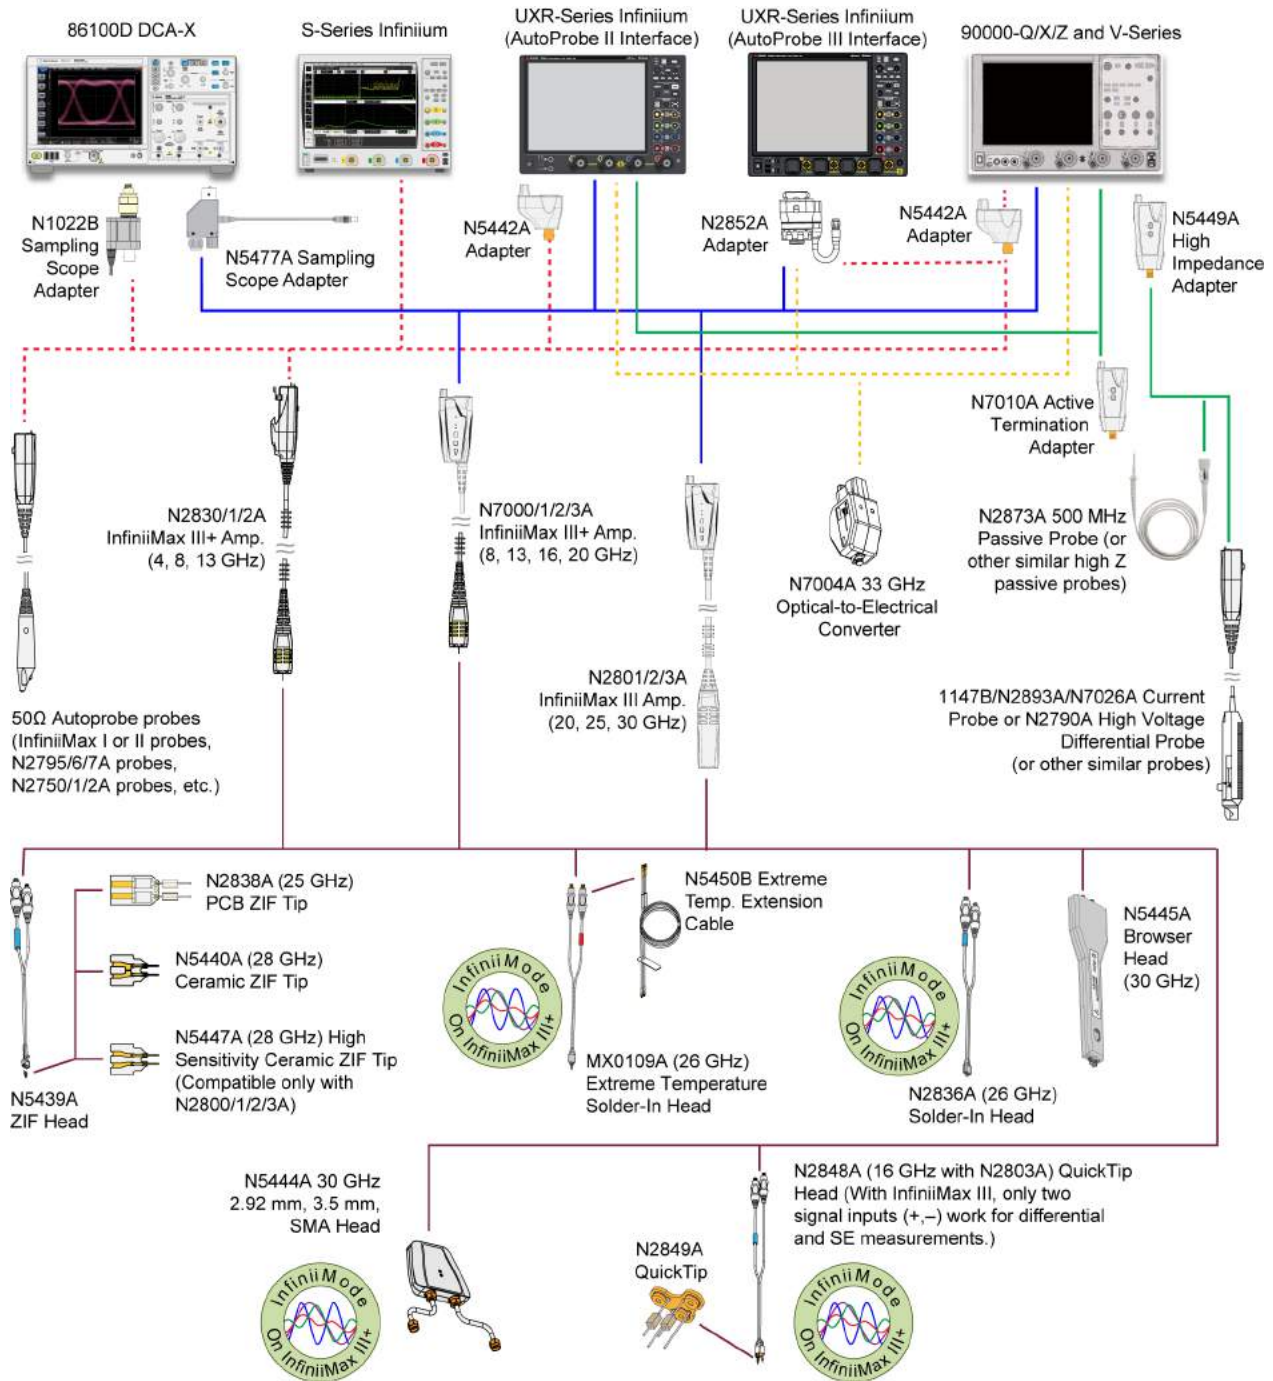 86100D DCA-X
S-Series Infiniium
UXR-Series Infiniium
(AutoProbe II Interface)
UXR-Series Infiniium
(AutoProbe III Interface)
90000-Q/X/Z and V-Series
N1022B
Sampling
Scope
Adapter
N5477A Sampling
Scope Adapter
N5442A
Adapter
N2852A
Adapter
N5442A
Adapter
N5449A
High
Impedance
Adapter
N2830/1/2A
InfiniiMax III+ Amp.
(4, 8, 13 GHz)
N7000/1/2/3A
InfiniiMax III+ Amp.
(8, 13, 16, 20 GHz)
N7010A Active
Termination
Adapter
N7004A 33 GHz
Optical-to-Electrical
Converter
N2873A 500 MHz
Passive Probe (or
other similar high Z
passive probes)
50Ω Autoprobe probes
(InfiniiMax I or II probes,
N2795/6/7A probes,
N2750/1/2A probes, etc.)
N2801/2/3A
InfiniiMax III Amp.
(20, 25, 30 GHz)
1147B/N2893A/N7026A Current
Probe or N2790A High Voltage
Differential Probe
(or other similar probes)
N2838A (25 GHz)
PCB ZIF Tip
N5440A (28 GHz)
Ceramic ZIF Tip
N5447A (28 GHz) High
Sensitivity Ceramic ZIF Tip
(Compatible only with
N2800/1/2/3A)
N5439A
ZIF Head
N5450B Extreme
Temp. Extension
Cable
InfiniiMode
On InfiniiMax III+
MX0109A (26 GHz)
Extreme Temperature
Solder-In Head
InfiniiMode
On InfiniiMax III+
N2836A (26 GHz)
Solder-In Head
N5445A
Browser
Head
(30 GHz)
N5444A 30 GHz
2.92 mm, 3.5 mm,
SMA Head
InfiniiMode
On InfiniiMax III+
N2849A
QuickTip
N2848A (16 GHz with N2803A) QuickTip
Head (With InfiniiMax III, only two
signal inputs (+,–) work for differential
and SE measurements.)
InfiniiMode
On InfiniiMax III+